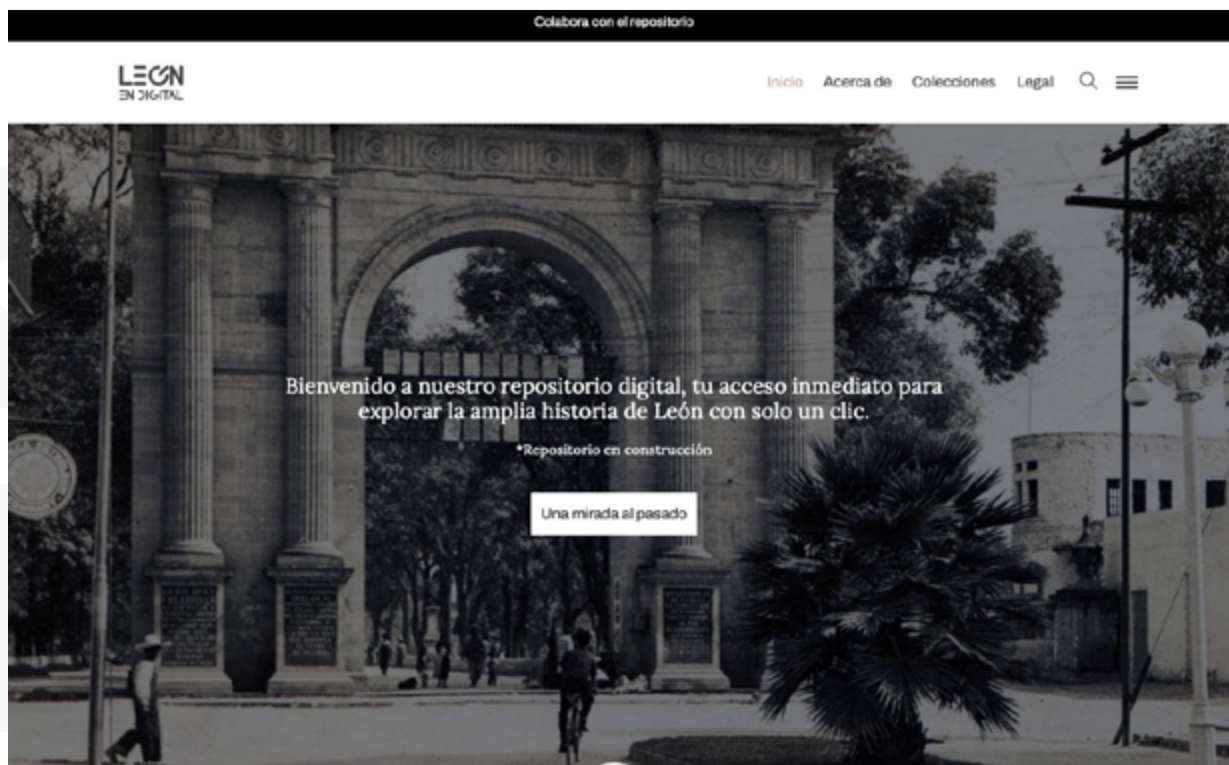 Colabora con el repositorio
LEÓN
EN DIGITAL
Inicio Acerca de Colecciones Legal
Bienvenido a nuestro repositorio digital, tu acceso inmediato para
explorar la amplia historia de León con solo un clic.
*Repositorio en construcción
Una mirada al pasado